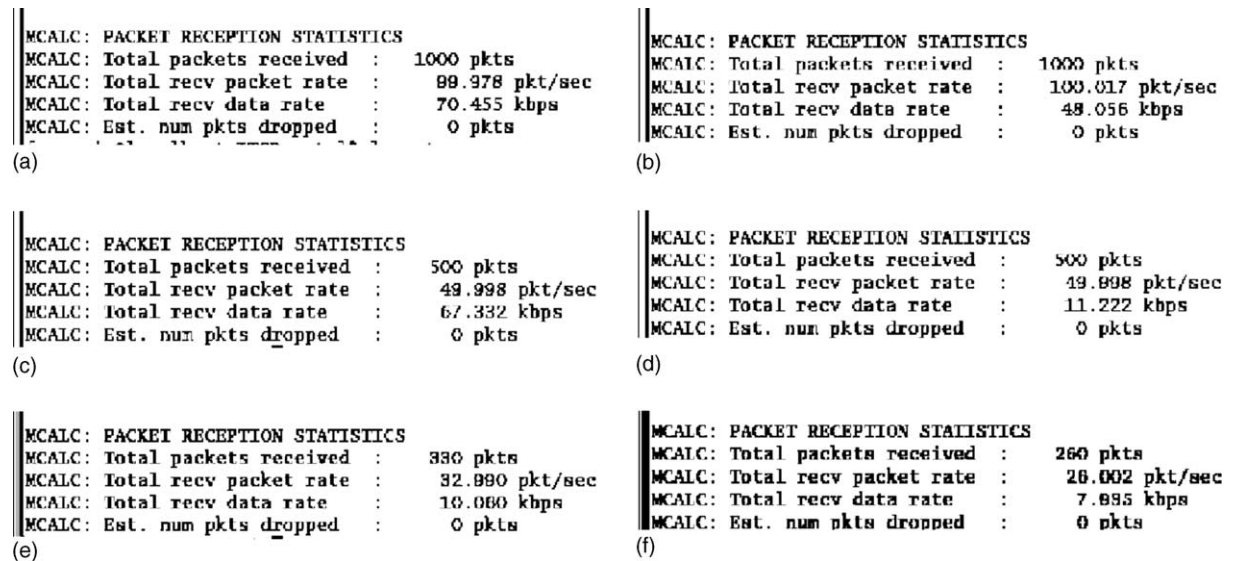 MCALC: PACKET RECEPTION STATISTICS
MCALC: Total packets received : 1000 pkts
MCALC: Total recv packet rate : 99.978 pkt/sec
MCALC: Total recv data rate : 70.455 kbps
MCALC: Est. num pkts dropped : 0 pkts
(a)
MCALC: PACKET RECEPTION STATISTICS
MCALC: Total packets received : 1000 pkts
MCALC: Total recv packet rate : 100.017 pkt/sec
MCALC: Total recv data rate : 48.056 kbps
MCALC: Est. num pkts dropped : 0 pkts
(b)
MCALC: PACKET RECEPTION STATISTICS
MCALC: Total packets received : 500 pkts
MCALC: Total recv packet rate : 49.998 pkt/sec
MCALC: Total recv data rate : 67.332 kbps
MCALC: Est. num pkts dropped : 0 pkts
(c)
MCALC: PACKET RECEPTION STATISTICS
MCALC: Total packets received : 500 pkts
MCALC: Total recv packet rate : 49.998 pkt/sec
MCALC: Total recv data rate : 11.222 kbps
MCALC: Est. num pkts dropped : 0 pkts
(d)
MCALC: PACKET RECEPTION STATISTICS
MCALC: Total packets received : 330 pkts
MCALC: Total recv packet rate : 32.990 pkt/sec
MCALC: Total recv data rate : 10.060 kbps
MCALC: Est. num pkts dropped : 0 pkts
(e)
MCALC: PACKET RECEPTION STATISTICS
MCALC: Total packets received : 260 pkts
MCALC: Total recv packet rate : 26.002 pkt/sec
MCALC: Total recv data rate : kbps
MCALC: Est. num pkts dropped : 0 pkts
(f)